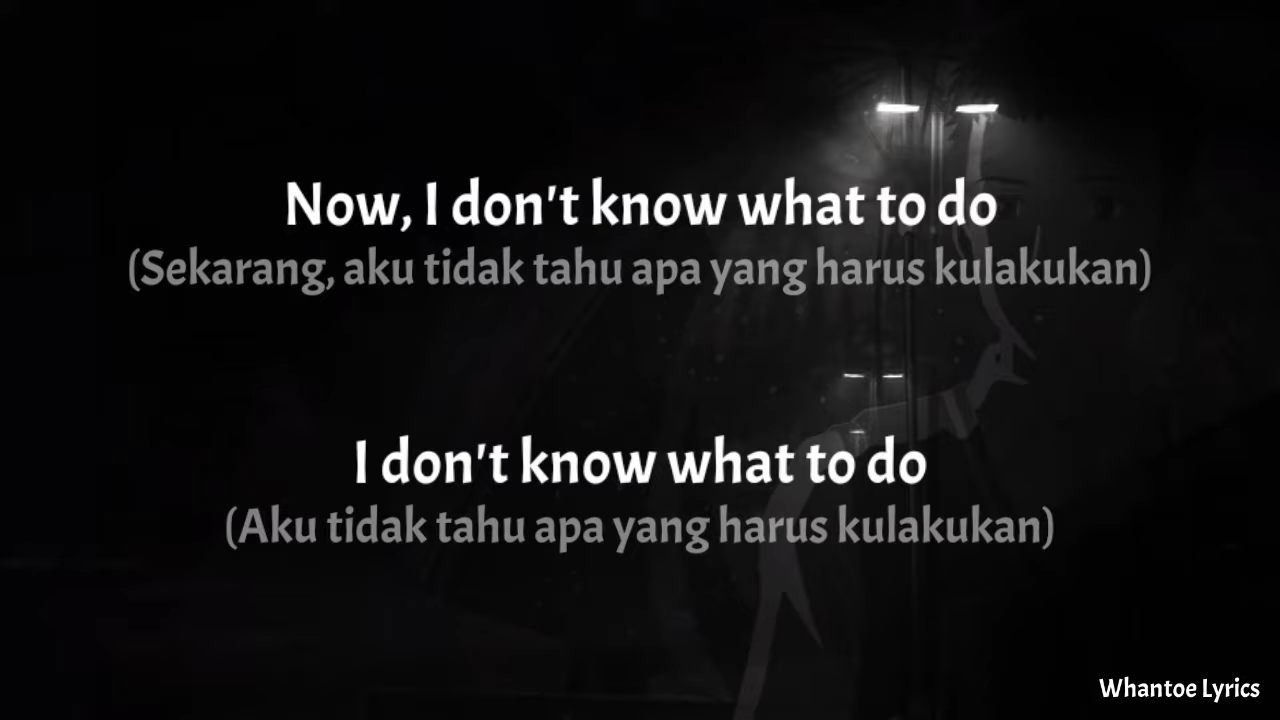 Now, I don't know what to do
(Sekarang, aku tidak tahu apa yang harus kulakukan)
I don't know what to do
(Aku tidak tahu apa yang harus kulakukan)
Whantoe Lyrics